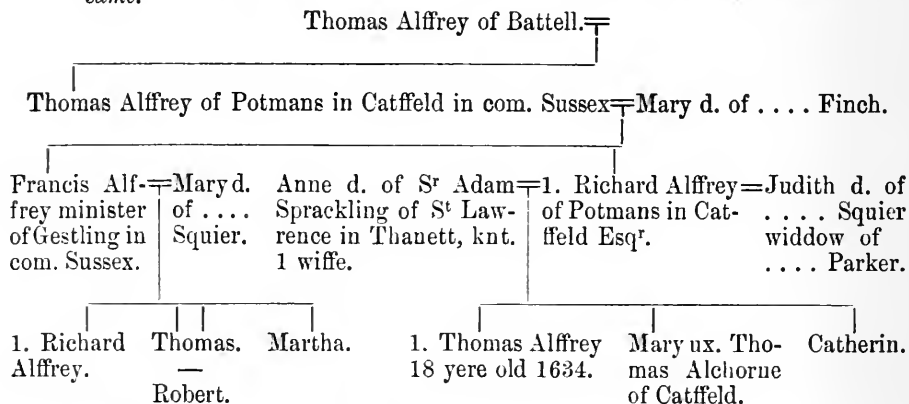 came.
Thomas Alffrey of Battell.
Thomas Alffrey of Potmans in Catffeld in com. Sussex Mary d. of .... Finch.
Francis Alf-
frey minister
of Gestling in
com. Sussex.
Mary d.
of ....
Squier.
Anne d. of Sr Adam
Sprackling of St Law-
rence in Thanett, knt.
1 wiffe.
1. Richard Alffrey
of Potmans in Cat-
ffeld Esqr.
Judith d. of
.... Squier
widdow of
.... Parker.
1. Richard
Alffrey.
Thomas.
—
Robert.
Martha.
1. Thomas Alffrey
18 yere old 1634.
Mary ux. Tho-
mas Alchorne
of Catffeld.
Catherin.